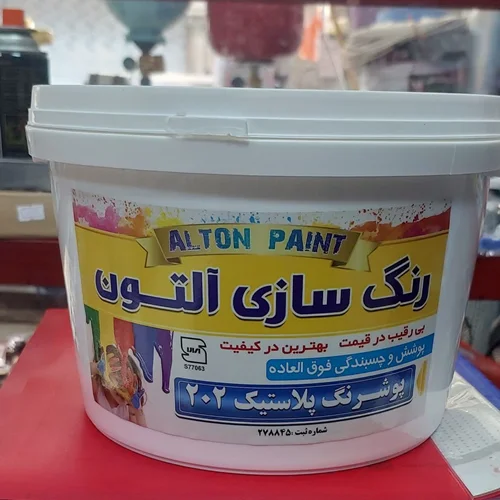 ALTON PAINT
رنگ سازی آلتــون
بی رقیب در قیمت بهترین در کیفیت
پوشش و چسبندگی فوق العاده
S77063
پوشرنگ پلاستیک ۲۰۲
شماره ثبت: ۲۷۸۸۴۵